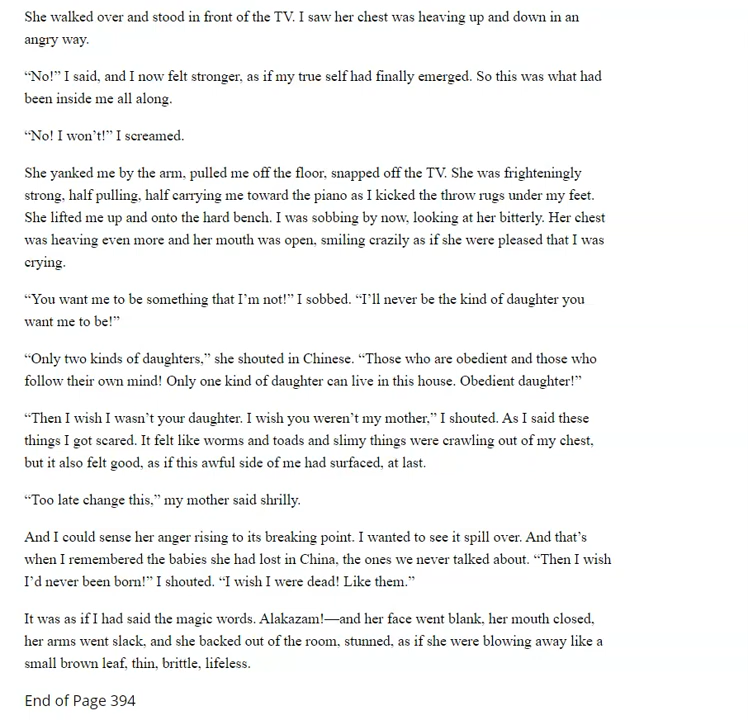 She walked over and stood in front of the TV. I saw her chest was heaving up and down in an
angry way.
“No!” I said, and I now felt stronger, as if my true self had finally emerged. So this was what had
been inside me all along.
“No! I won’t!” I screamed.
She yanked me by the arm, pulled me off the floor, snapped off the TV. She was frighteningly
strong, half pulling, half carrying me toward the piano as I kicked the throw rugs under my feet.
She lifted me up and onto the hard bench. I was sobbing by now, looking at her bitterly. Her chest
was heaving even more and her mouth was open, smiling crazily as if she were pleased that I was
crying.
“You want me to be something that I’m not!” I sobbed. “I’ll never be the kind of daughter you
want me to be!”
“Only two kinds of daughters,” she shouted in Chinese. “Those who are obedient and those who
follow their own mind! Only one kind of daughter can live in this house. Obedient daughter!”
“Then I wish I wasn’t your daughter. I wish you weren’t my mother,” I shouted. As I said these
things I got scared. It felt like worms and toads and slimy things were crawling out of my chest,
but it also felt good, as if this awful side of me had surfaced, at last.
“Too late change this,” my mother said shrilly.
And I could sense her anger rising to its breaking point. I wanted to see it spill over. And that’s
when I remembered the babies she had lost in China, the ones we never talked about. “Then I wish
I’d never been born!” I shouted. “I wish I were dead! Like them.”
It was as if I had said the magic words. Alakazam!—and her face went blank, her mouth closed,
her arms went slack, and she backed out of the room, stunned, as if she were blowing away like a
small brown leaf, thin, brittle, lifeless.
End of Page 394